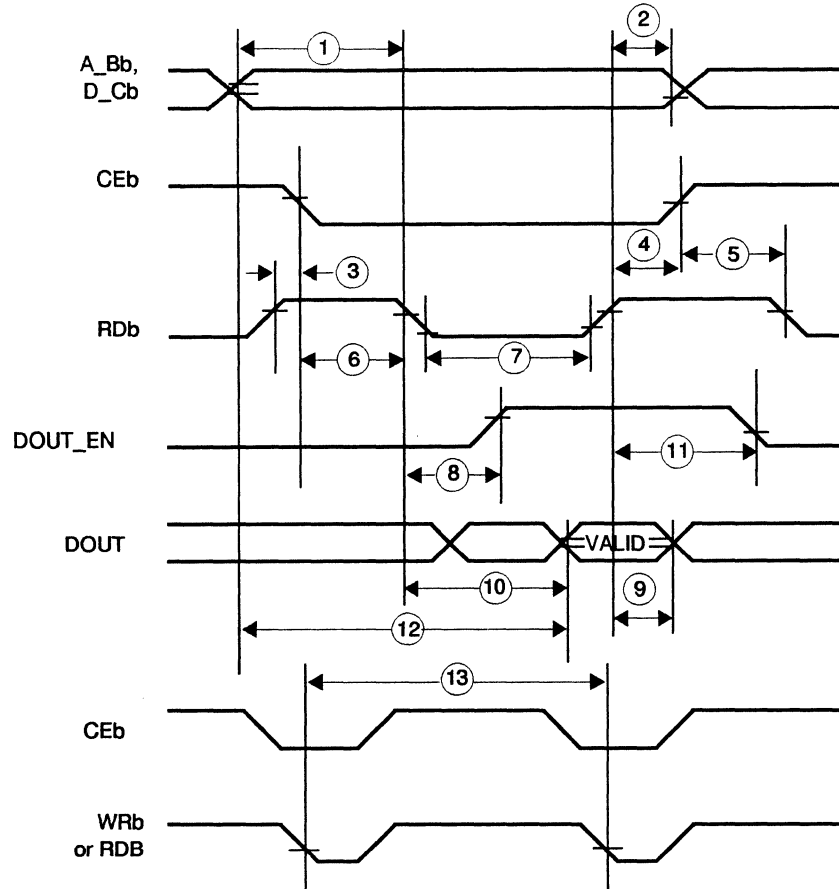 1
2
A_Bb,
D_Cb
CEb
3
4
5
RDb
6
7
DOUT_EN
8
11
DOUT
VALID
10
9
12
13
CEb
WRb
or RDB